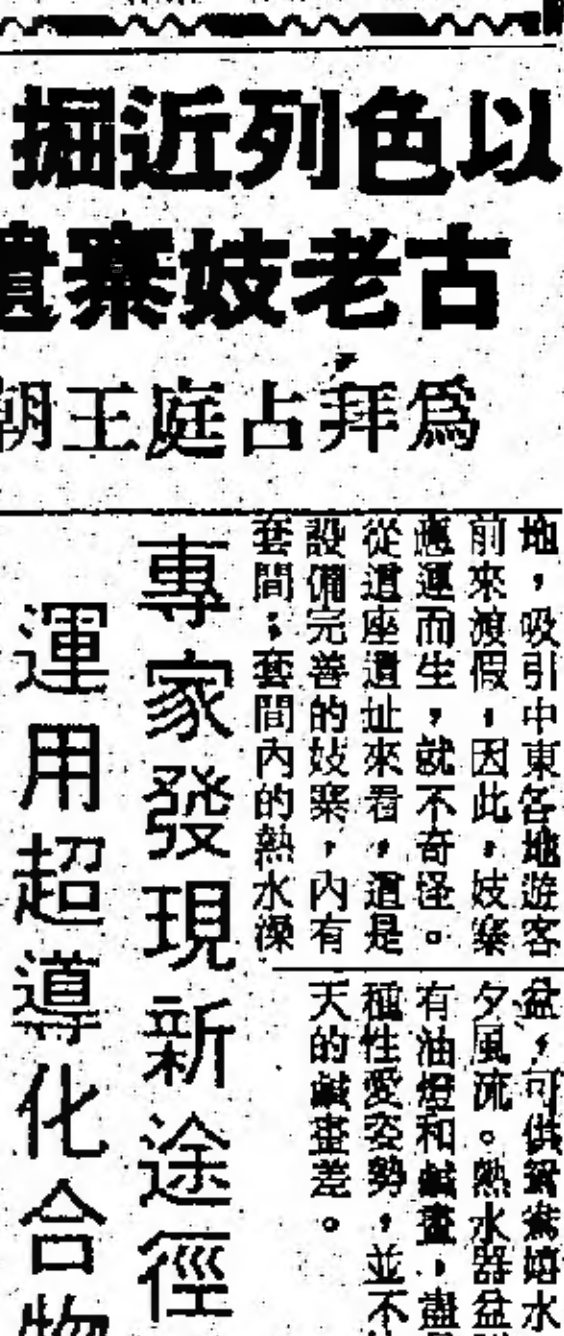 以色列近掘
古老妓寨遺
爲拜占庭王朝
地，吸引中東各地遊客
前來渡假，因此，妓寨
應運而生，就不奇怪。
從這座遺址來看，這是
設備完善的妓寨，內有
套間；套間內的熱水澡
盆，可供鴛鴦嬉水
夕風流。熱水器盆
有油燈和鹹畫，
種性愛姿勢，並不
天的鹹畫差。
專家發現新途徑
運用超導化合物